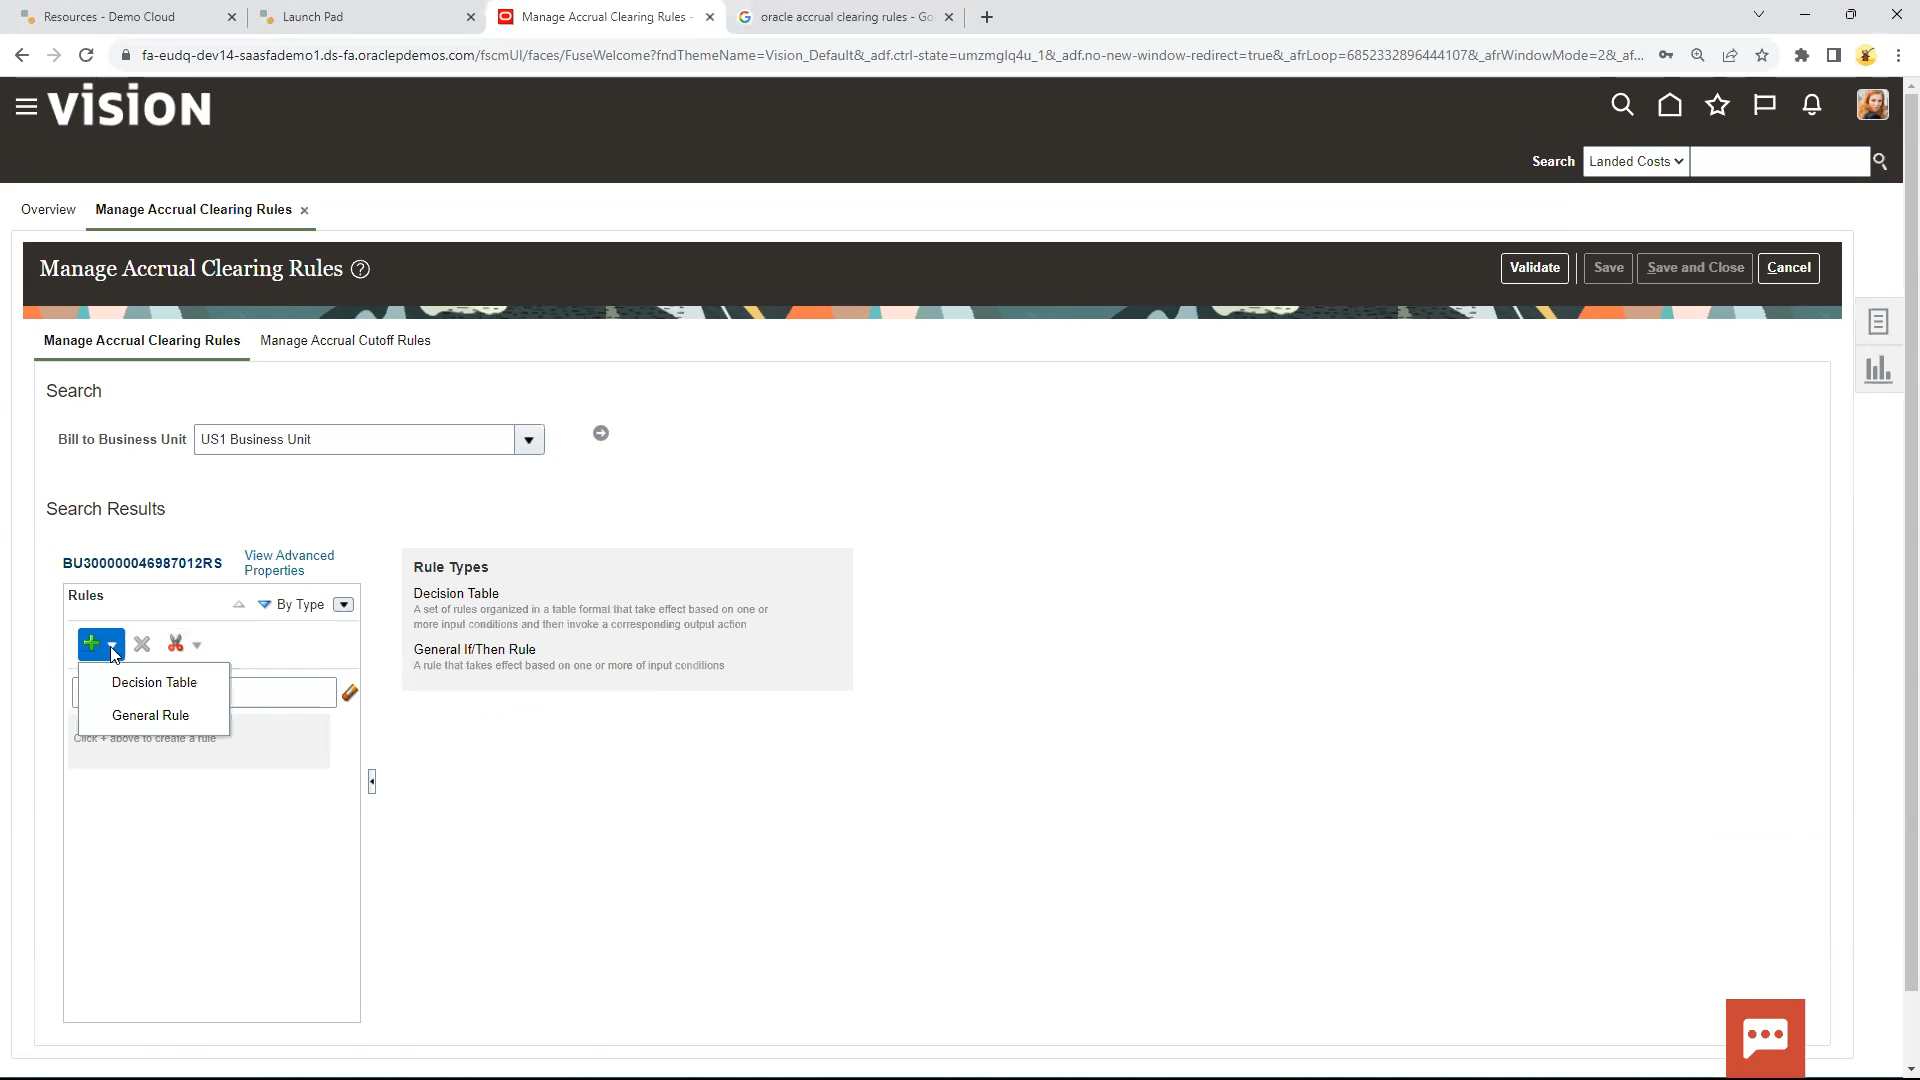 Resources - Demo Cloud
Launch Pad
Manage Accrual Clearing Rules -
oracle accrual clearing rules - Go
fa-eudq-dev14-saasfademo1.ds-fa.oraclepdemos.com/fscmUI/faces/FuseWelcome?fndThemeName=Vision_Default&_adf.ctrl-state=umzmglq4u_1&_adf.no-new-window-redirect=true&_afrLoop=6852332896444107&_afrWindowMode=2&_af...
vision
Search Landed Costs
Overview Manage Accrual Clearing Rules
Manage Accrual Clearing Rules ?
Validate Save Save and Close Cancel
Manage Accrual Clearing Rules Manage Accrual Cutoff Rules
Search
Bill to Business Unit US1 Business Unit
Search Results
BU300000046987012RS
View Advanced
Properties
Rules
By Type
Decision Table
General Rule
Click + above to create a rule
Rule Types
Decision Table
A set of rules organized in a table format that take effect based on one or
more input conditions and then invoke a corresponding output action
General If/Then Rule
A rule that takes effect based on one or more of input conditions